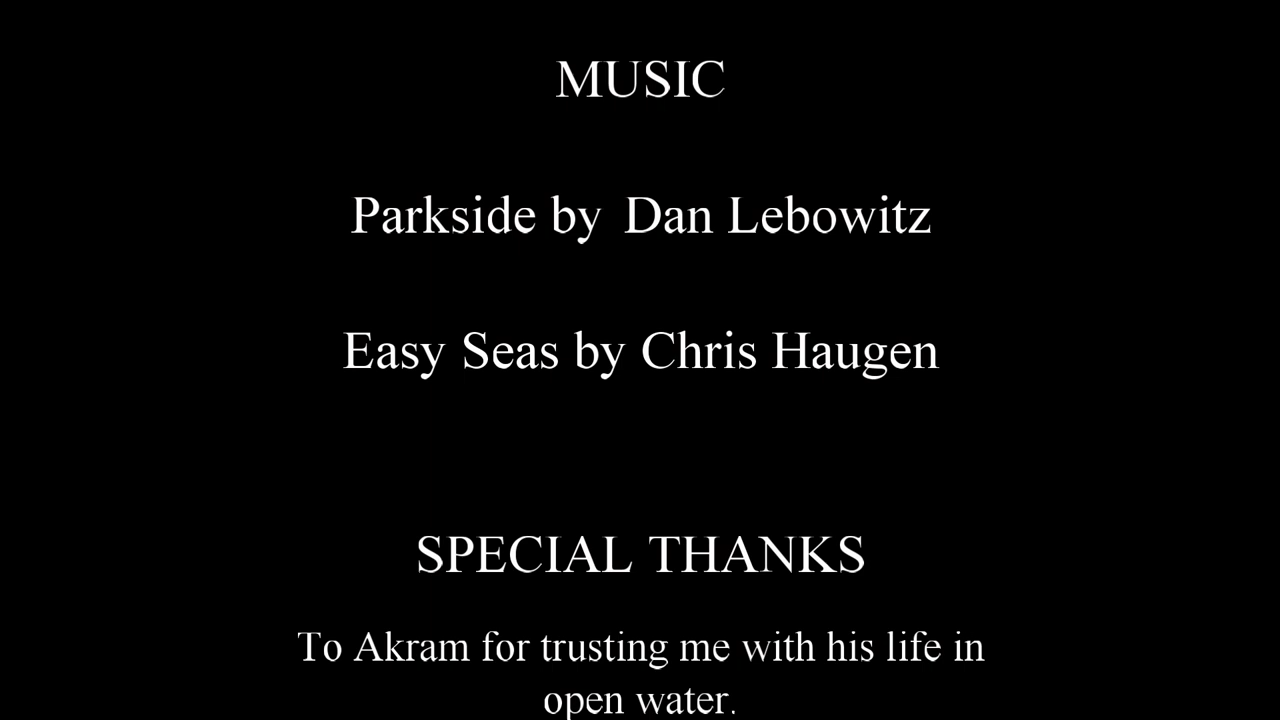 MUSIC
Parkside by Dan Lebowitz
Easy Seas by Chris Haugen
SPECIAL THANKS
To Akram for trusting me with his life in
open water.